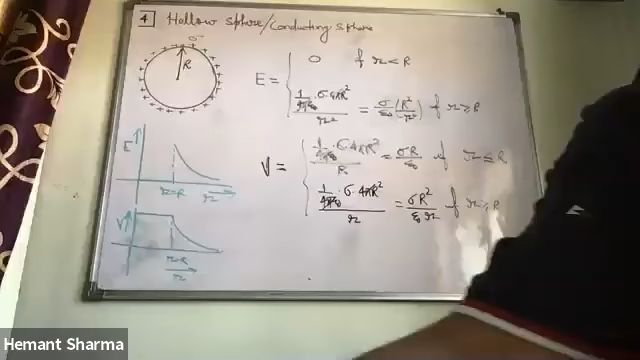 4 Hollow sphere/conducting sphere
σ
R
E = 0 if r < R
1/4πε₀ · σ·4πR² / r² = σ/ε₀ (R²/r²) if r ≥ R
V = 1/4πε₀ · σ·4πR² / R = σR/ε₀ if r ≤ R
1/4πε₀ · σ·4πR² / r = σR²/ε₀r if r ≥ R
E
r=R r
V
r=R
r
Hemant Sharma